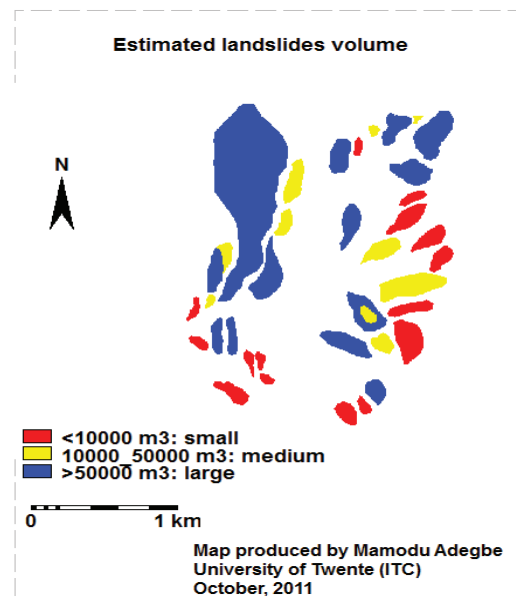 Estimated landslides volume
N
<10000 m3: small
10000_50000 m3: medium
>50000 m3: large
0 1 km
Map produced by Mamodu Adegbe
University of Twente (ITC)
October, 2011